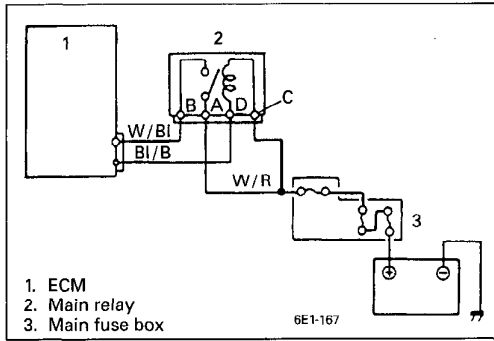 1
2
B A D C
W/Bl
Bl/B
W/R
3
1. ECM
2. Main relay
3. Main fuse box
6E1-167